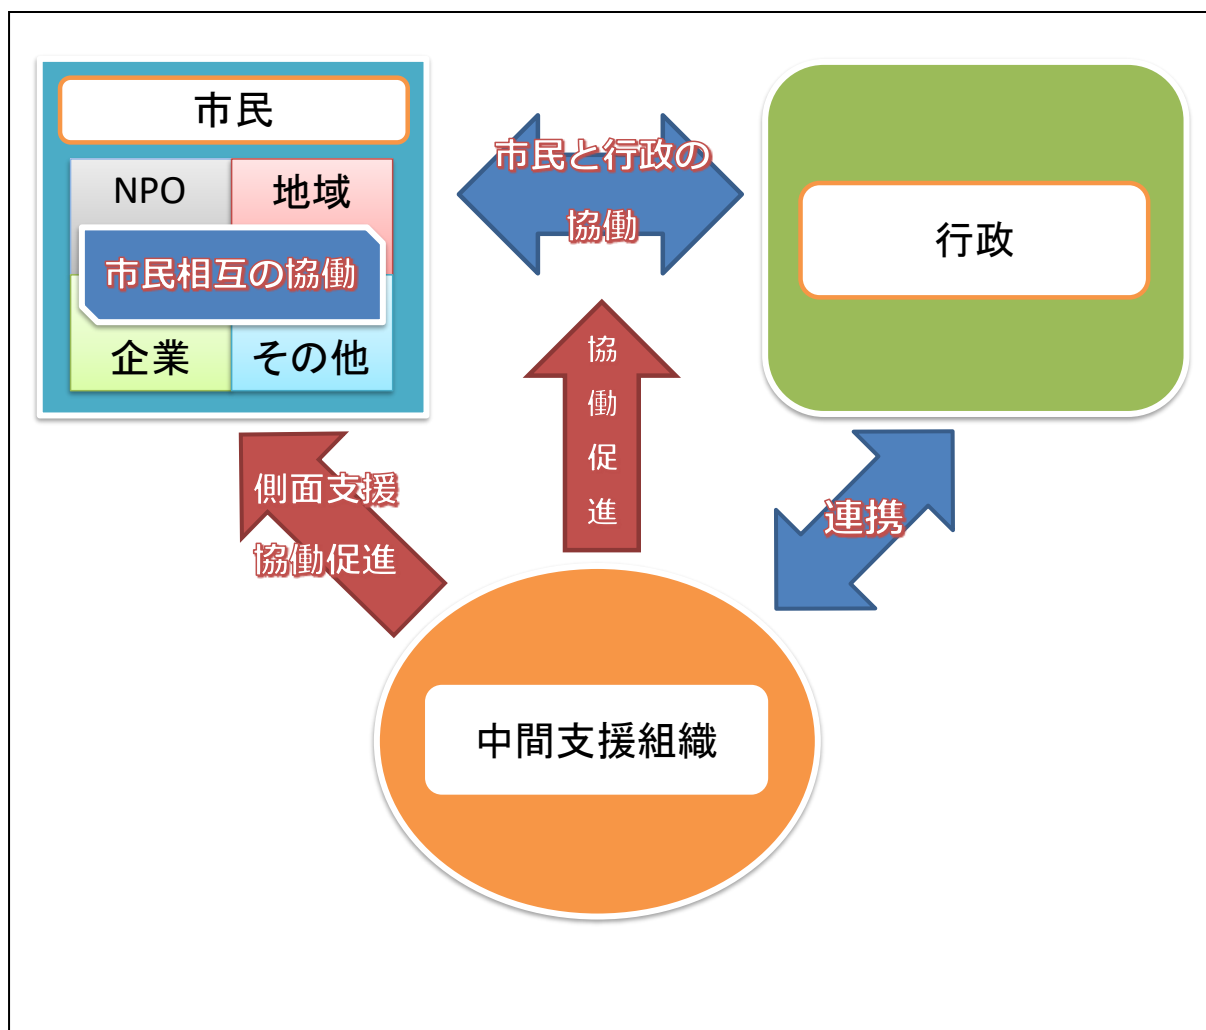 市民
NPO
地域
市民相互の協働
企業
その他
市民と行政の
協働
行政
協働促進
側面支援
協働促進
連携
中間支援組織